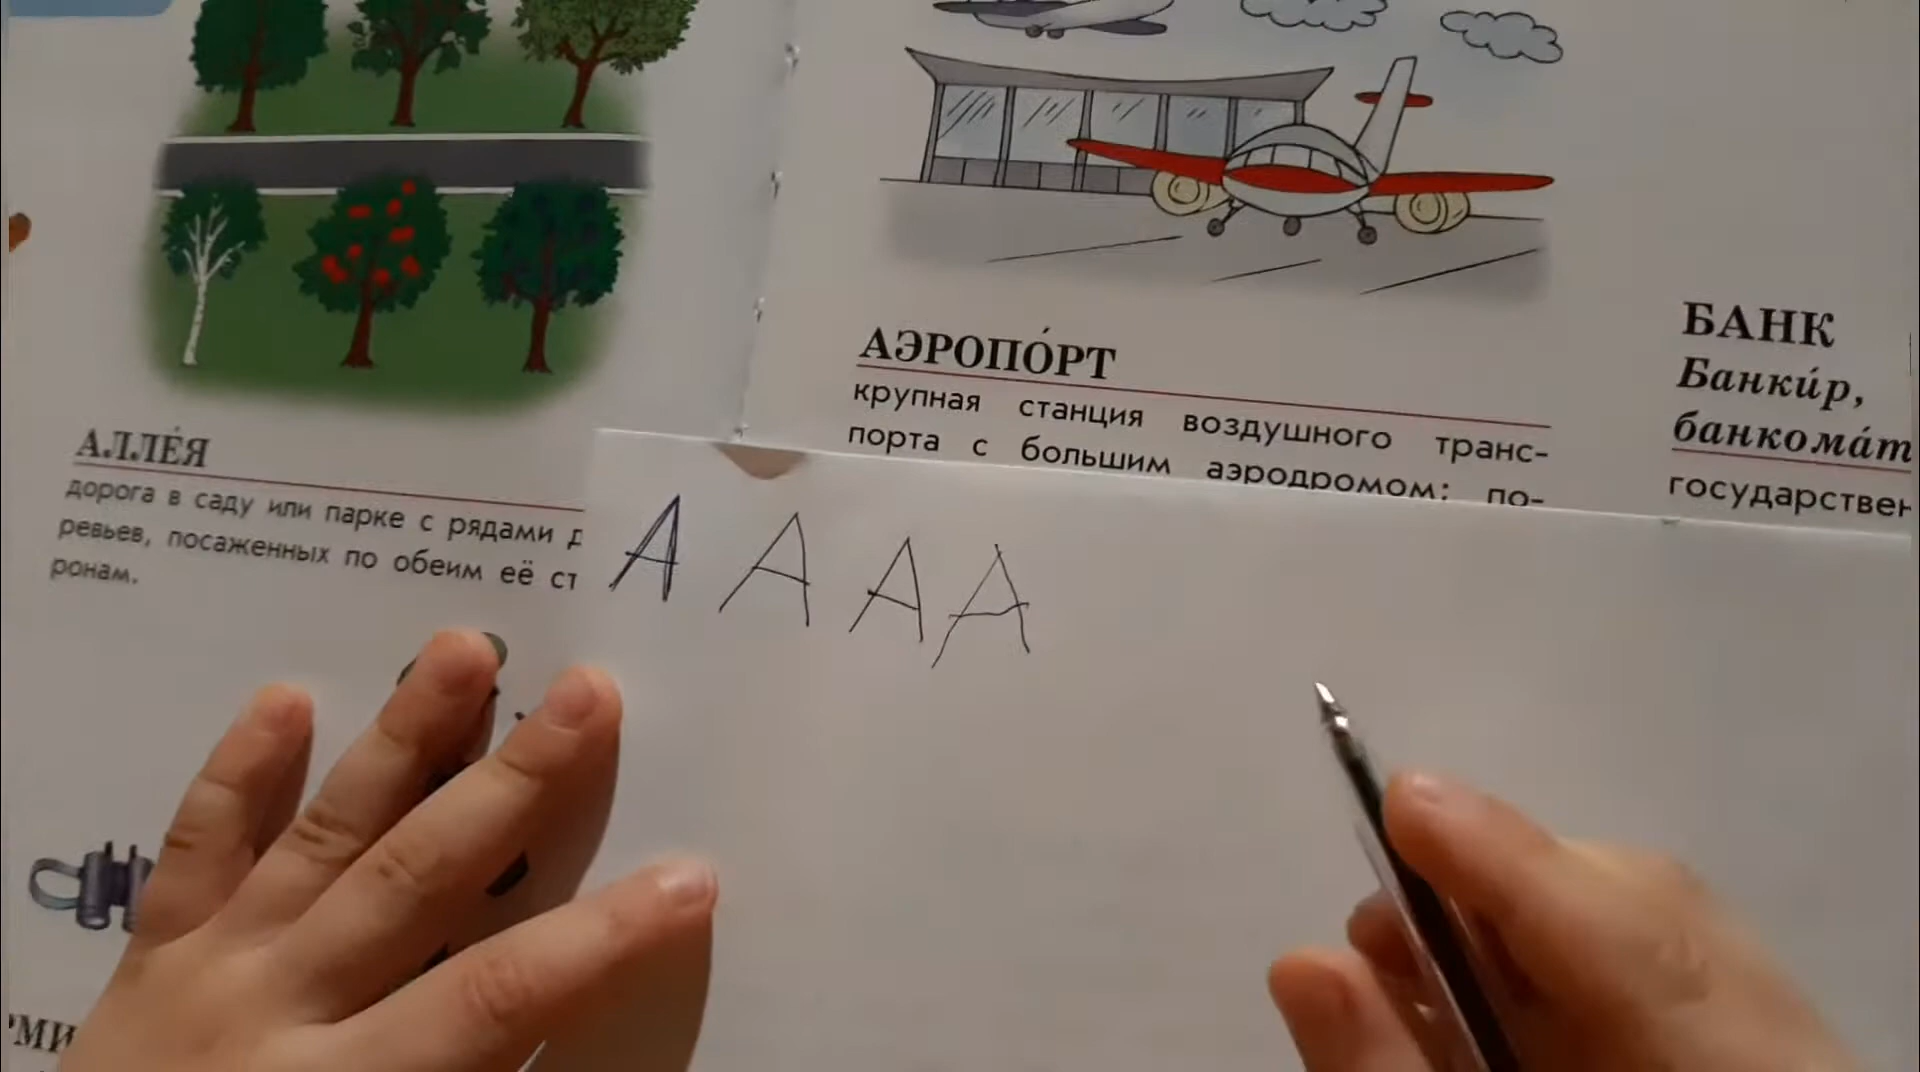 АЛЛЕ́Я
дорога в саду или парке с рядами д
ревьев, посаженных по обеим её ст
ронам.
АЭРОПО́РТ
крупная станция воздушного транс-
порта с большим аэродромом; по-
БАНК
Банки́р,
банкома́т
государствен
А А А А
РМИ